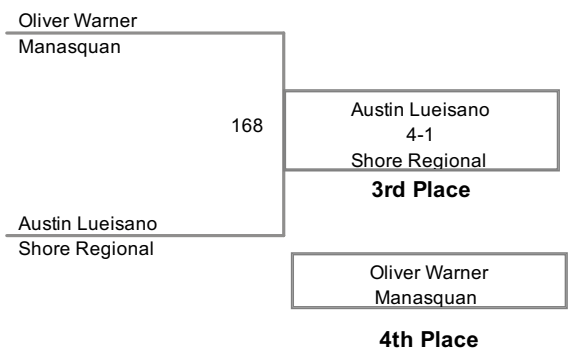 Oliver Warner
Manasquan
168
Austin Lueisano
4-1
Shore Regional
3rd Place
Austin Lueisano
Shore Regional
Oliver Warner
Manasquan
4th Place